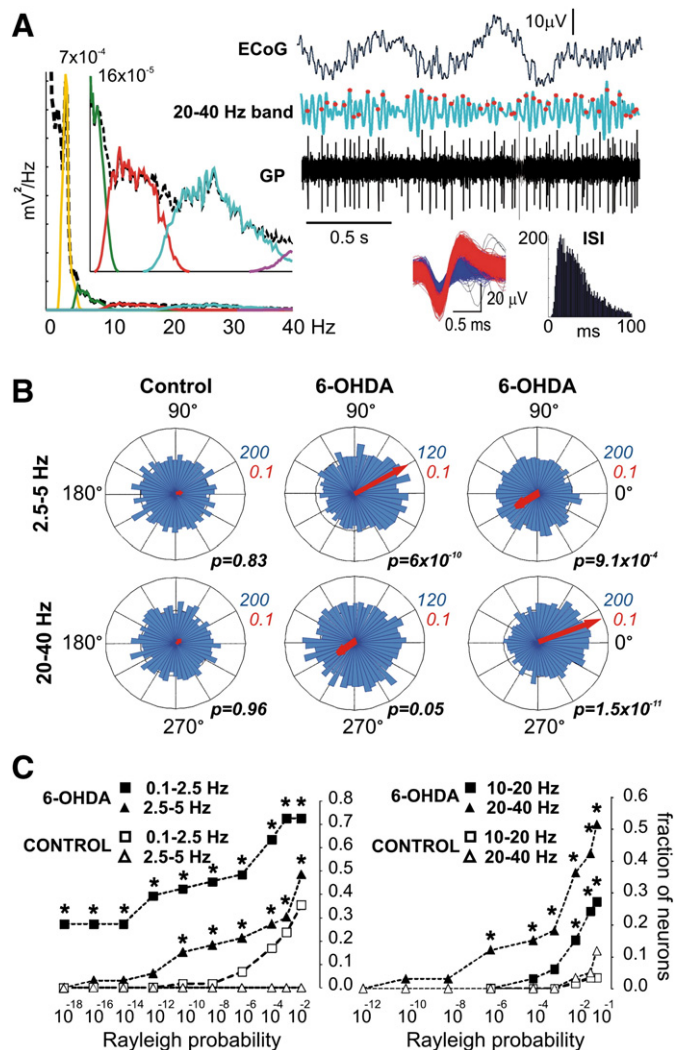 A
7x10⁻⁴
16x10⁻⁵
mV²/Hz
0 10 20 30 40 Hz
ECoG
10μV
20-40 Hz band
GP
0.5 s
20 μV
0.5 ms
200
ISI
0 100
ms
B
Control 6-OHDA 6-OHDA
90° 90° 90°
2.5-5 Hz
180°
200
0.1
120
0.1
200
0.1
0°
p=0.83 p=6x10⁻¹⁰ p=9.1x10⁻⁴
20-40 Hz
180°
200
0.1
120
0.1
200
0.1
0°
p=0.96 p=0.05 p=1.5x10⁻¹¹
270° 270° 270°
C
6-OHDA
■ 0.1-2.5 Hz
▲ 2.5-5 Hz
CONTROL
□ 0.1-2.5 Hz
△ 2.5-5 Hz
* * * * * * * * * *
* * * * * *
0.8
0.7
0.6
0.5
0.4
0.3
0.2
0.1
0.0
10⁻¹⁸ 10⁻¹⁶ 10⁻¹⁴ 10⁻¹² 10⁻¹⁰ 10⁻⁸ 10⁻⁶ 10⁻⁴ 10⁻²
Rayleigh probability
6-OHDA
■ 10-20 Hz
▲ 20-40 Hz
CONTROL
□ 10-20 Hz
△ 20-40 Hz
* * * * * *
* * *
0.6
0.5
0.4
0.3
0.2
0.1
0.0
fraction of neurons
10⁻¹² 10⁻¹⁰ 10⁻⁸ 10⁻⁶ 10⁻⁴ 10⁻² 10⁻¹
Rayleigh probability